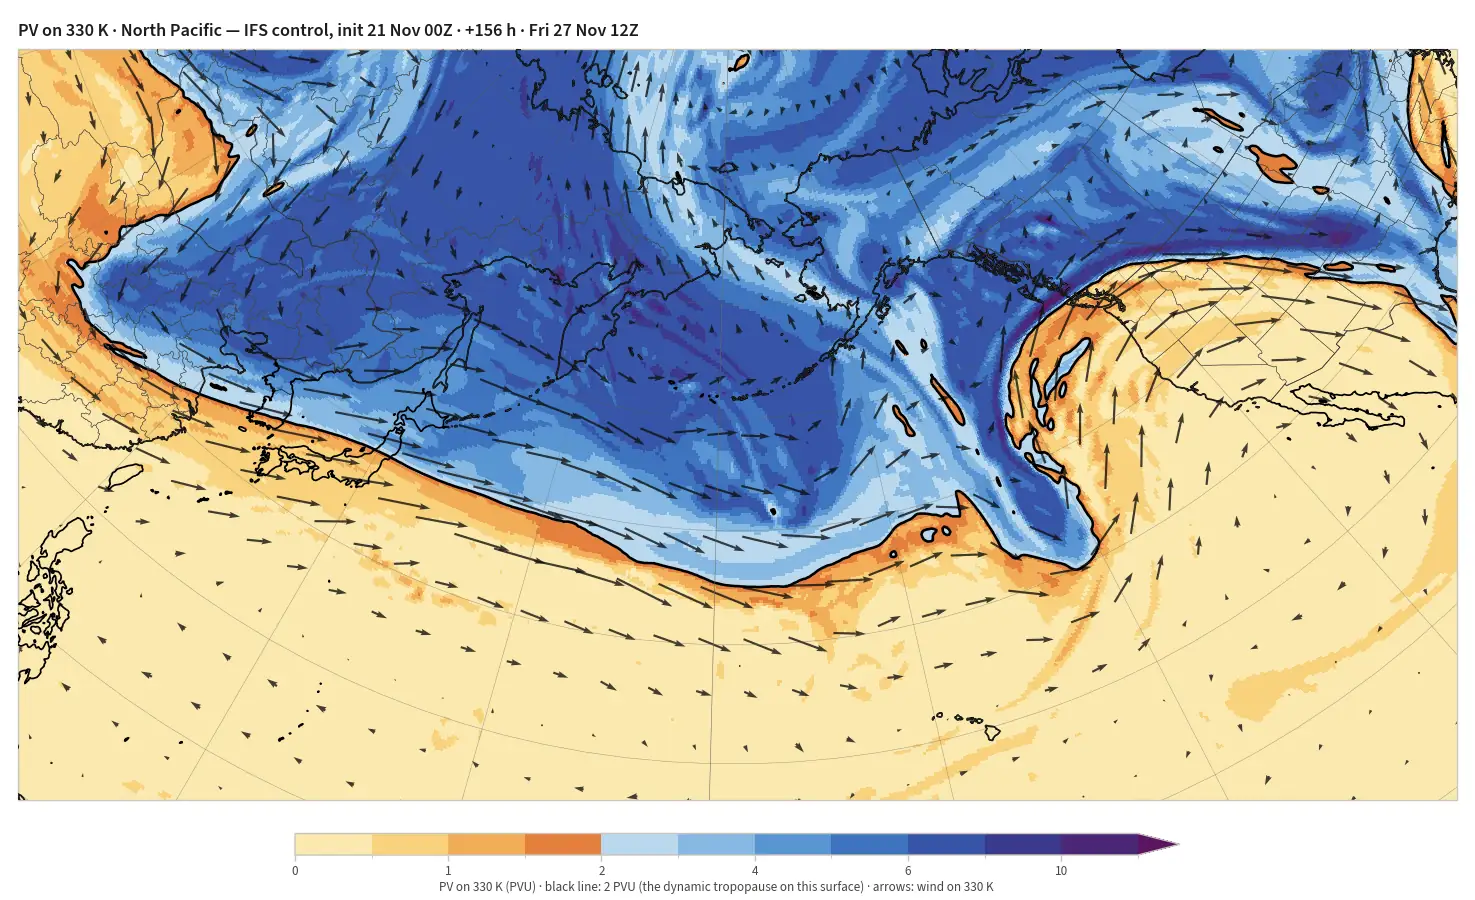 PV on 330 K · North Pacific — IFS control, init 21 Nov 00Z · +156 h · Fri 27 Nov 12Z
0 1 2 4 6 10
PV on 330 K (PVU) · black line: 2 PVU (the dynamic tropopause on this surface) · arrows: wind on 330 K